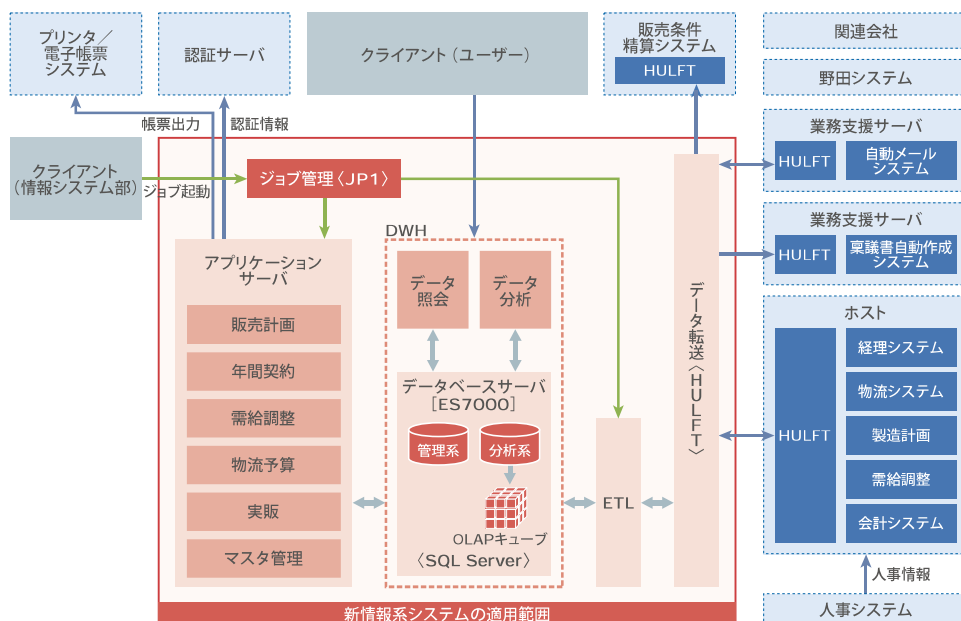 プリンタ／
電子帳票
システム
認証サーバ
クライアント（ユーザー）
販売条件
精算システム
HULFT
関連会社
野田システム
帳票出力
認証情報
業務支援サーバ
HULFT
自動メール
システム
クライアント
（情報システム部）
ジョブ起動
ジョブ管理〈JP1〉
業務支援サーバ
HULFT
稟議書自動作成
システム
DWH
アプリケーション
サーバ
販売計画
年間契約
需給調整
物流予算
実販
マスタ管理
データ
照会
データ
分析
データベースサーバ
［ES7000］
管理系
分析系
OLAPキューブ
〈SQL Server〉
ETL
データ転送〈HULFT〉
ホスト
HULFT
経理システム
物流システム
製造計画
需給調整
会計システム
人事情報
人事システム
新情報系システムの適用範囲